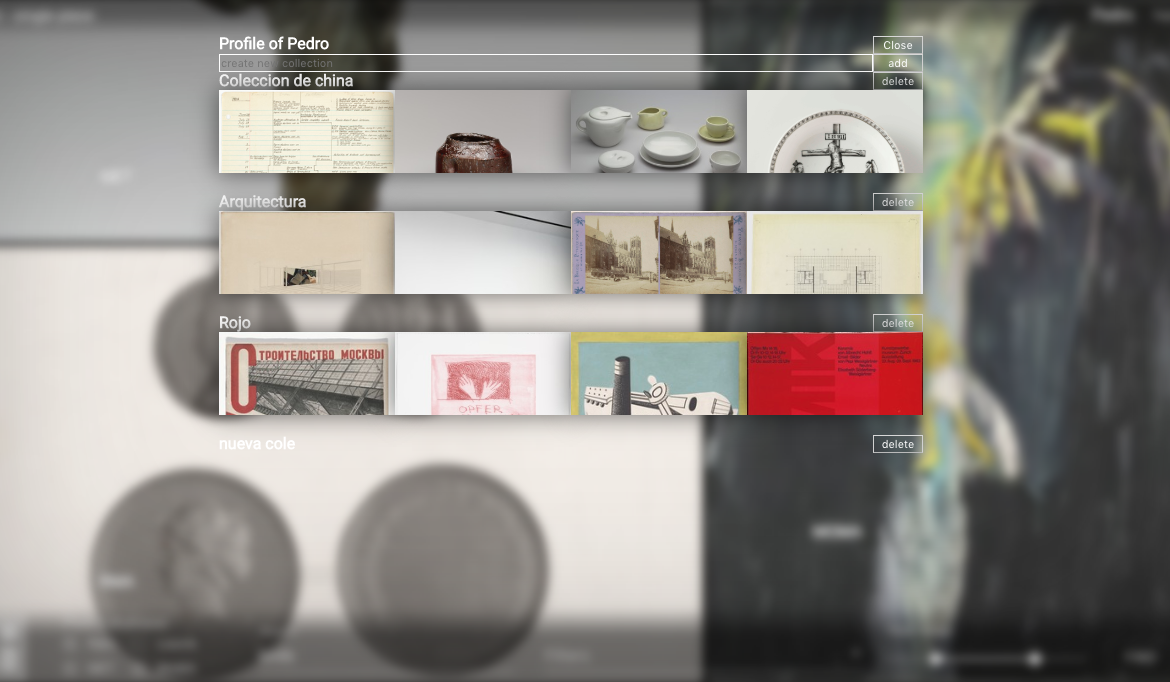 Profile of Pedro
Close
create new collection
add
Coleccion de china
delete
Arquitectura
delete
Rojo
delete
СТРОИТЕЛЬСТВО МОСКВЫ
OPFER
nueva cole
delete